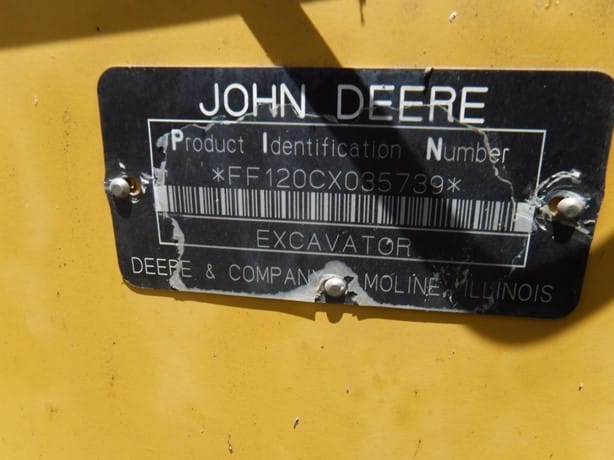 JOHN DEERE
Product Identification Number
*FF120CX035739*
EXCAVATOR
DEERE & COMPANY MOLINE, ILLINOIS